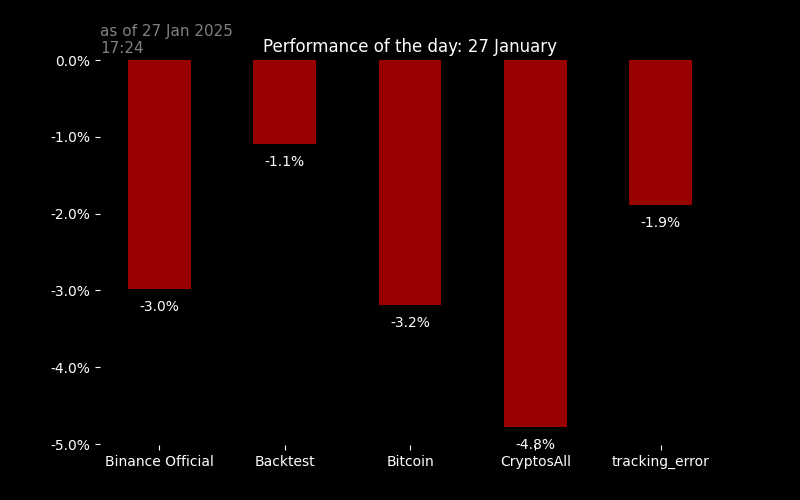 as of 27 Jan 2025
17:24
Performance of the day: 27 January
0.0%
-1.0%
-2.0%
-3.0%
-4.0%
-5.0%
-3.0%
-1.1%
-3.2%
-4.8%
-1.9%
Binance Official
Backtest
Bitcoin
CryptosAll
tracking_error